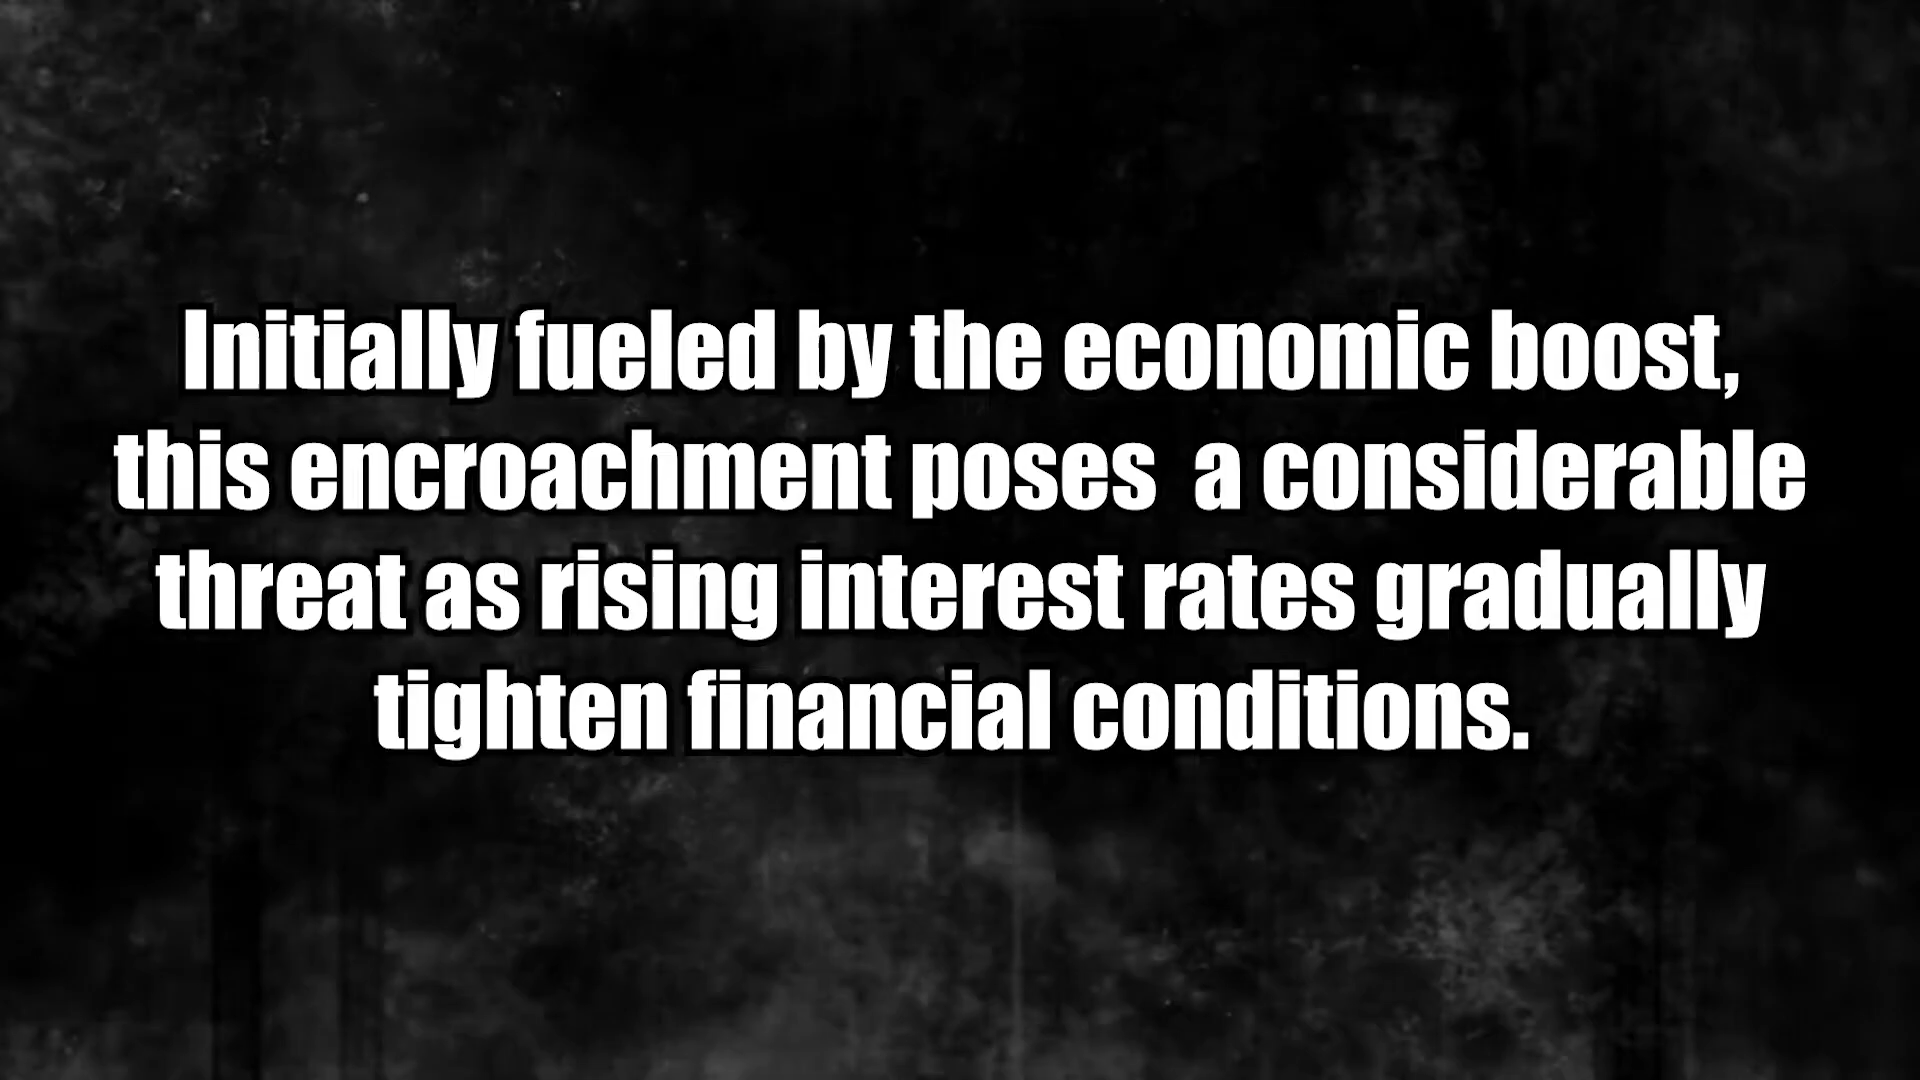 Initially fueled by the economic boost,
this encroachment poses  a considerable
threat as rising interest rates gradually
tighten financial conditions.